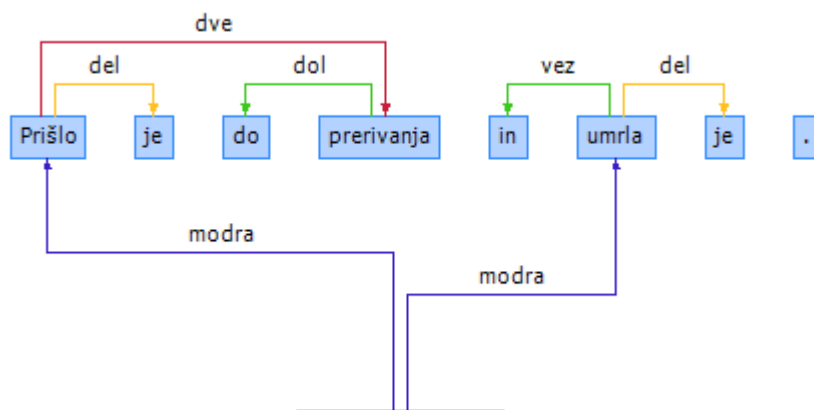 dve
del dol vez del
Prišlo je do prerivanja in umrla je .
modra
modra